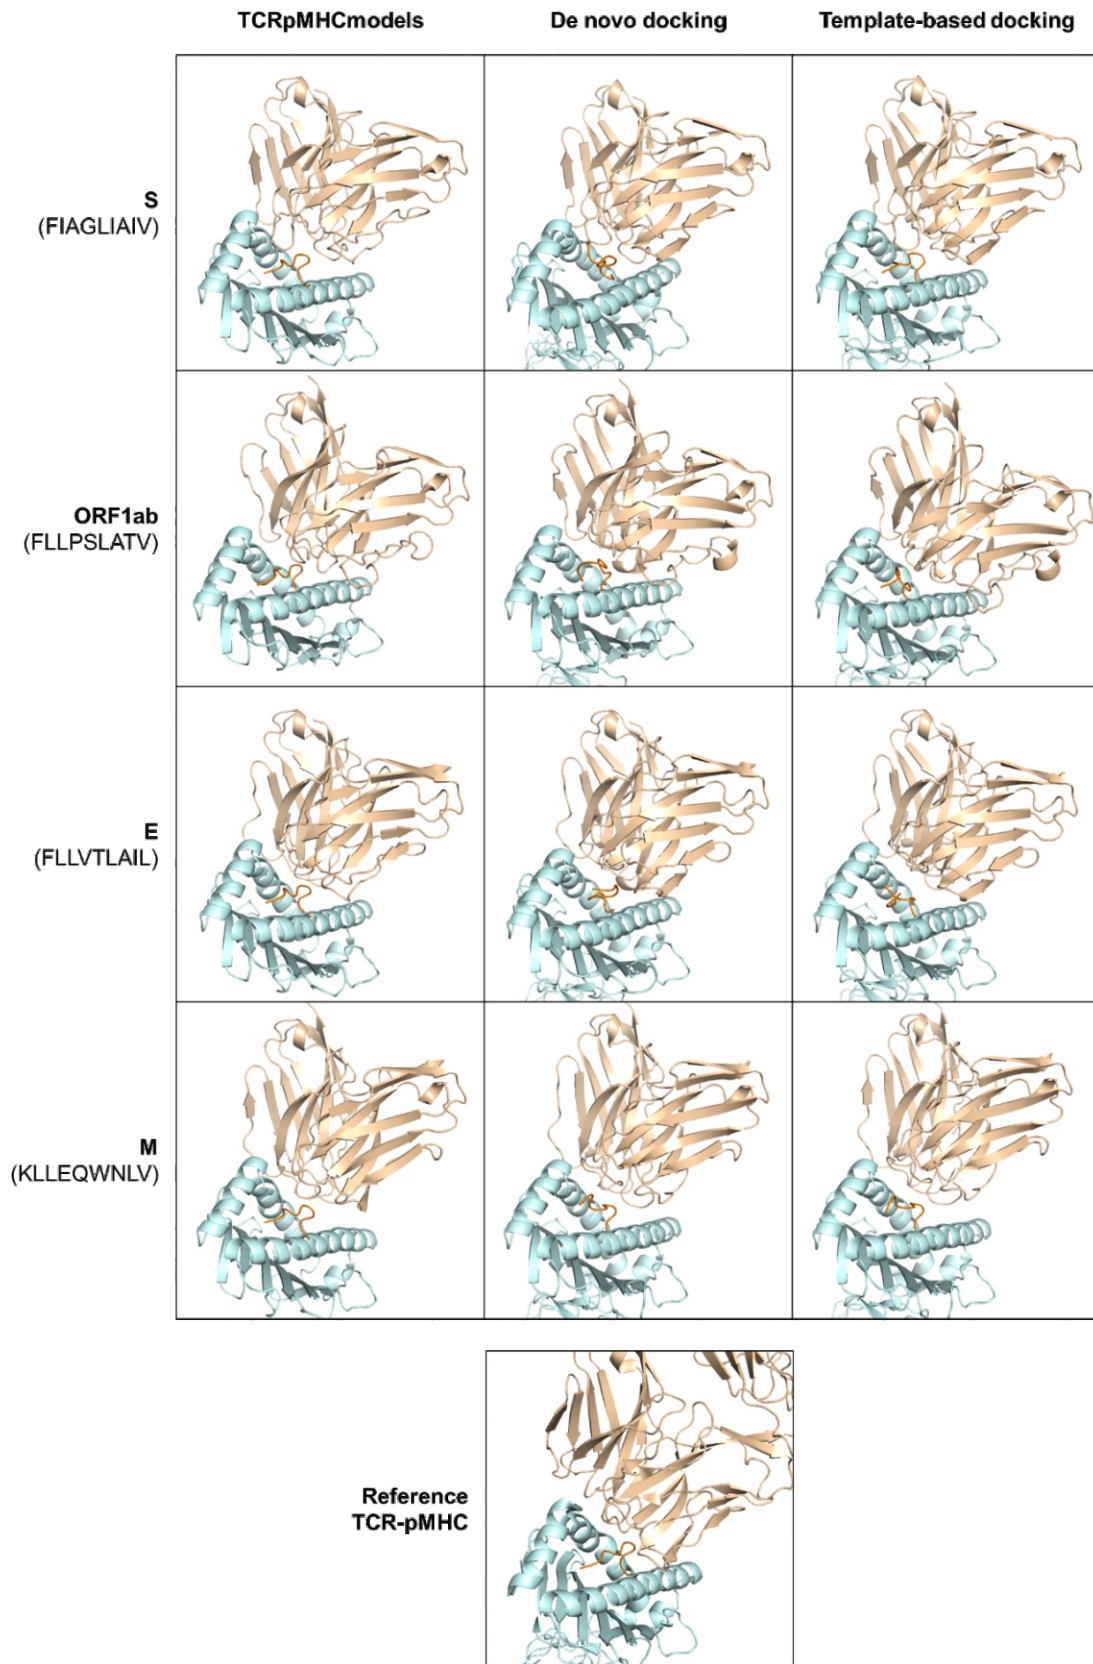 TCRpMHCmodels De novo docking Template-based docking
S
(FIAGLIAIV)
ORF1ab
(FLLPSLATV)
E
(FLLVTLAIL)
M
(KLLEQWNLV)
Reference
TCR-pMHC